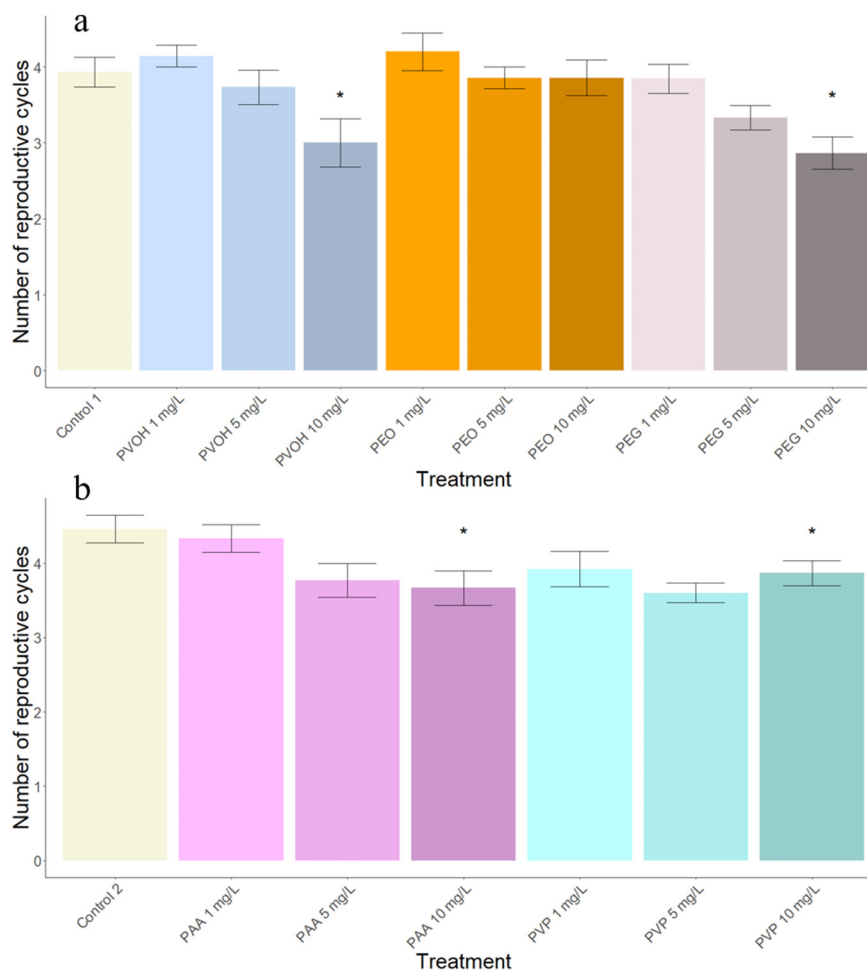 a
Number of reproductive cycles
4
3
2
1
0
*
*
Control 1
PVOH 1 mg/L
PVOH 5 mg/L
PVOH 10 mg/L
PEO 1 mg/L
PEO 5 mg/L
PEO 10 mg/L
PEG 1 mg/L
PEG 5 mg/L
PEG 10 mg/L
Treatment
b
Number of reproductive cycles
4
3
2
1
0
*
*
Control 2
PAA 1 mg/L
PAA 5 mg/L
PAA 10 mg/L
PVP 1 mg/L
PVP 5 mg/L
PVP 10 mg/L
Treatment